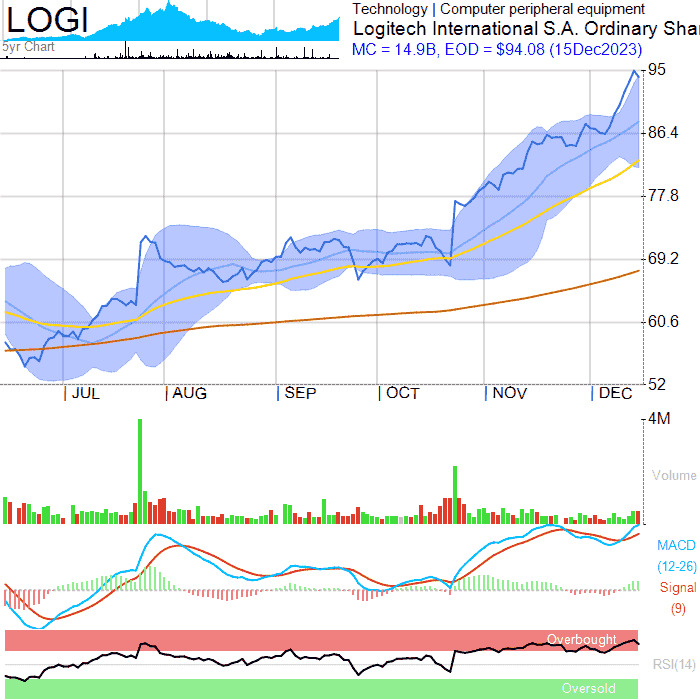 LOGI
5yr Chart
Technology | Computer peripheral equipment
Logitech International S.A. Ordinary Shar
MC = 14.9B, EOD = $94.08 (15Dec2023)
95
86.4
77.8
69.2
60.6
52
JUL
AUG
SEP
OCT
NOV
DEC
4M
Volume
MACD
(12-26)
Signal
(9)
Overbought
RSI(14)
Oversold